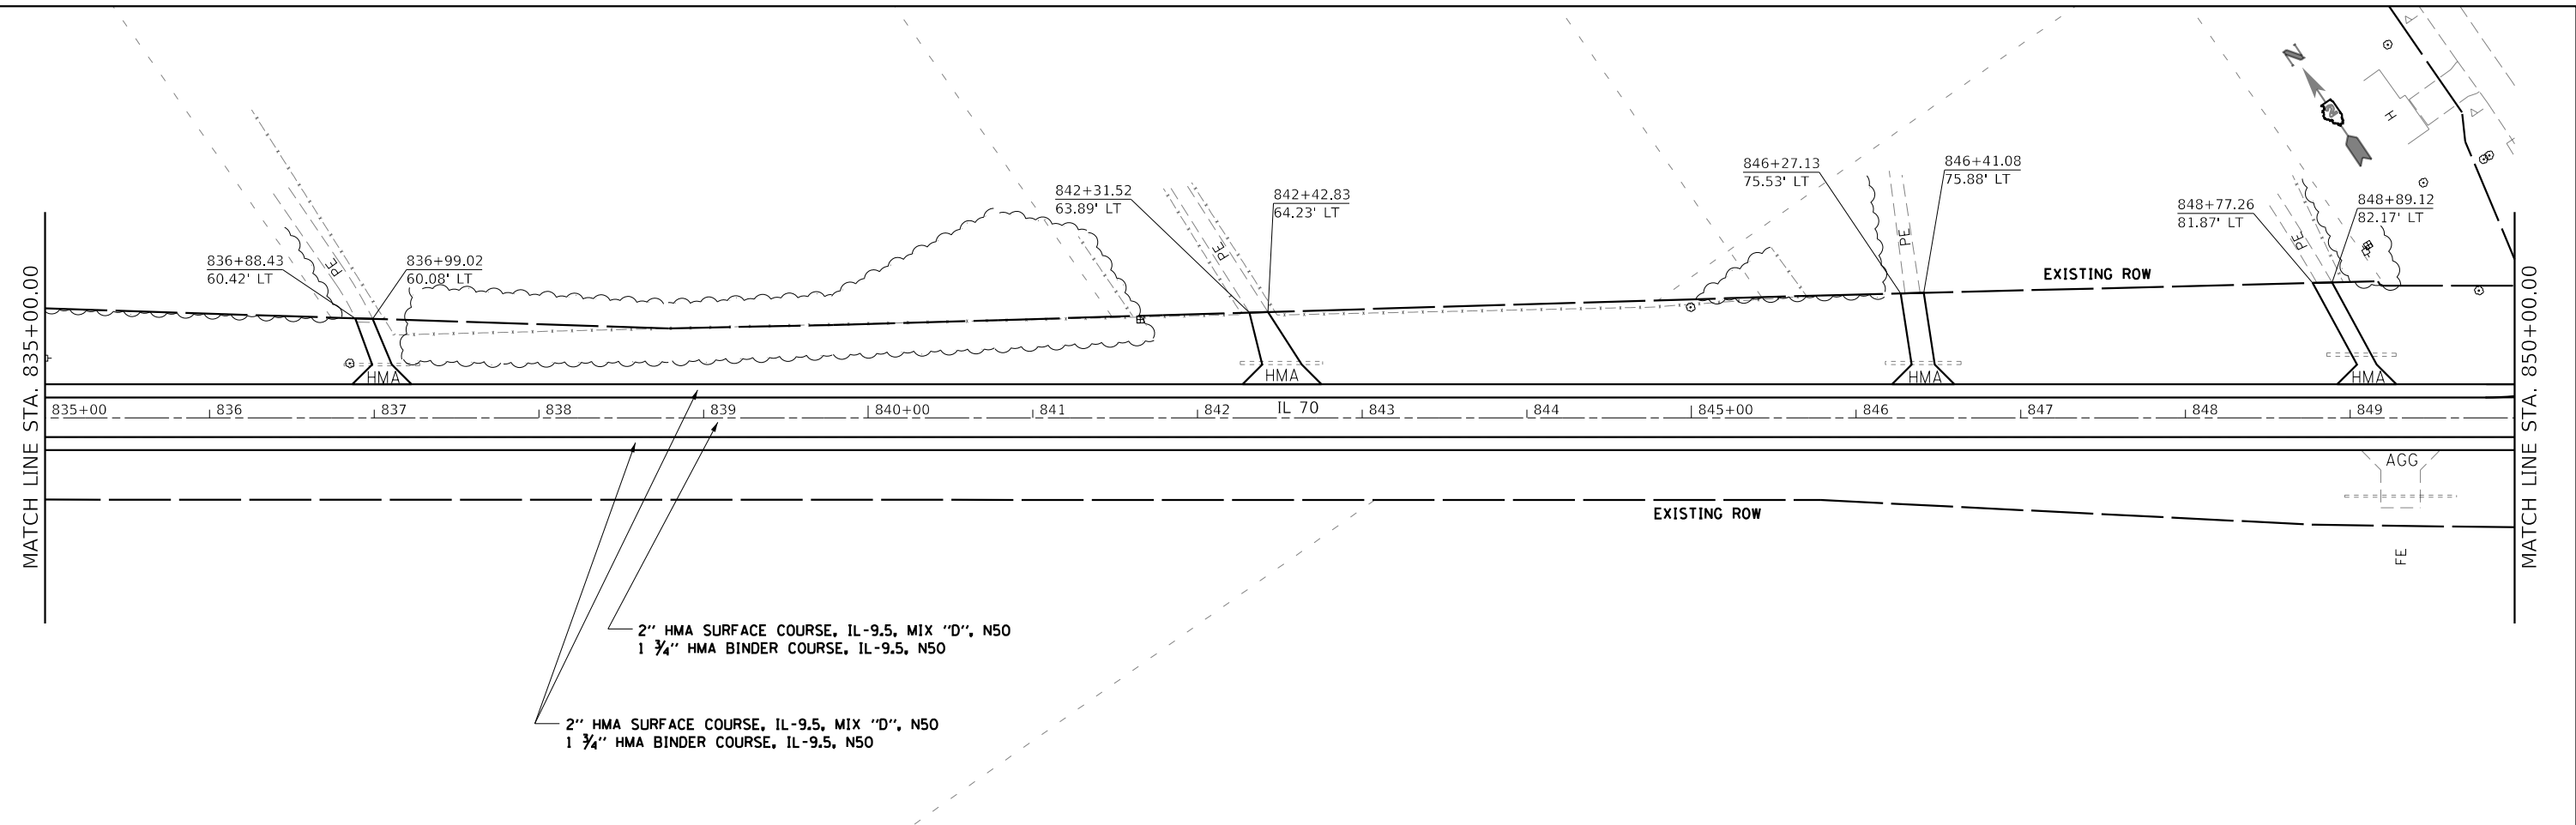 N
H
846+27.13
75.53' LT
846+41.08
75.88' LT
842+31.52
63.89' LT
842+42.83
64.23' LT
848+77.26
81.87' LT
848+89.12
82.17' LT
836+88.43
60.42' LT
836+99.02
60.08' LT
PE
PE
PE
PE
EXISTING ROW
MATCH LINE STA. 835+00.00
MATCH LINE STA. 850+00.00
HMA
HMA
HMA
HMA
835+00
836
837
838
839
840+00
841
842
IL 70
843
844
845+00
846
847
848
849
AGG
EXISTING ROW
FE
2" HMA SURFACE COURSE, IL-9.5, MIX "D", N50
1 3/4" HMA BINDER COURSE, IL-9.5, N50
2" HMA SURFACE COURSE, IL-9.5, MIX "D", N50
1 3/4" HMA BINDER COURSE, IL-9.5, N50